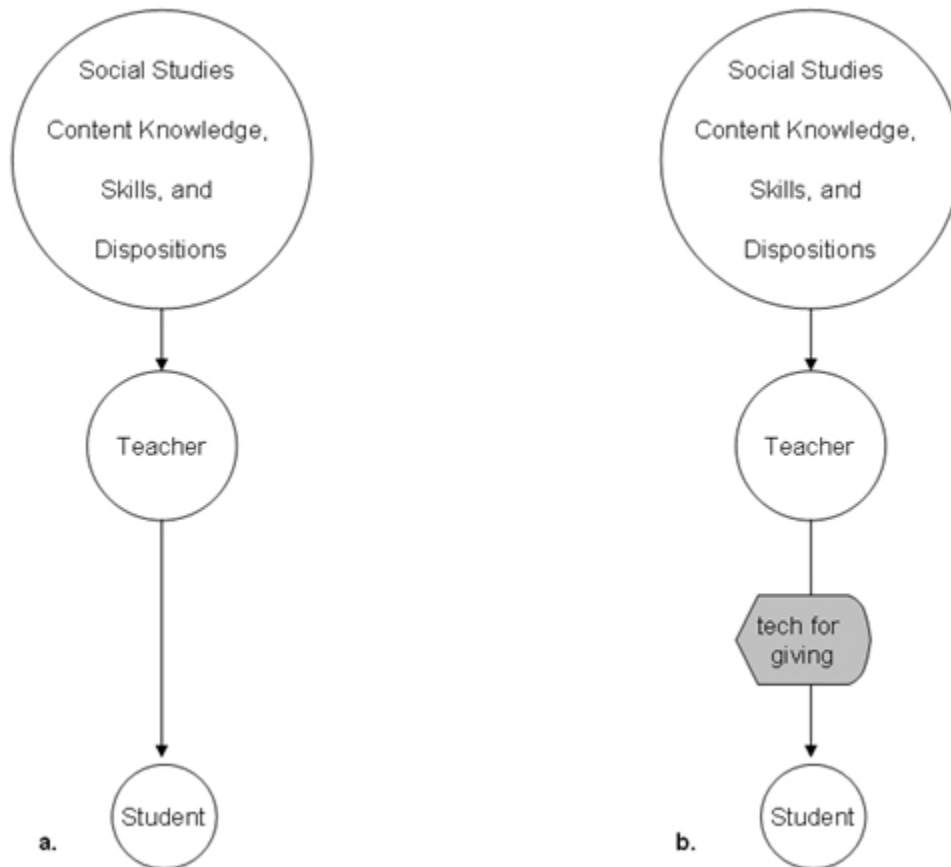 Social Studies
Content Knowledge,
Skills, and
Dispositions
Teacher
Student
a.
Social Studies
Content Knowledge,
Skills, and
Dispositions
Teacher
tech for
giving
Student
b.